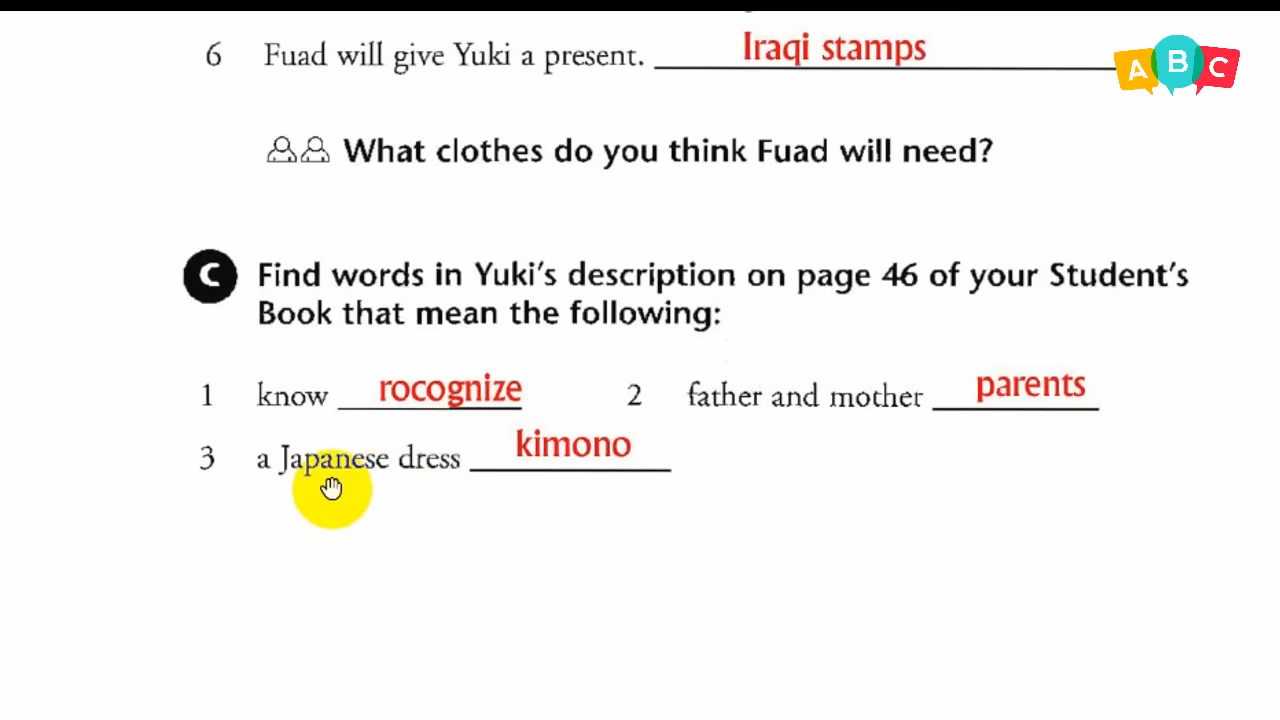 6 Fuad will give Yuki a present. Iraqi stamps
A B C
What clothes do you think Fuad will need?
C Find words in Yuki's description on page 46 of your Student's
Book that mean the following:
1 know rocognize 2 father and mother parents
3 a Japanese dress kimono